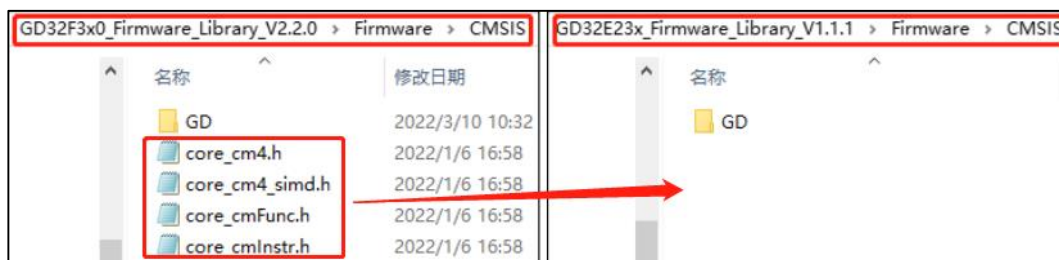 GD32F3x0_Firmware_Library_V2.2.0 > Firmware > CMSIS
名称 修改日期
GD 2022/3/10 10:32
core_cm4.h 2022/1/6 16:58
core_cm4_simd.h 2022/1/6 16:58
core_cmFunc.h 2022/1/6 16:58
core_cmInstr.h 2022/1/6 16:58
GD32E23x_Firmware_Library_V1.1.1 > Firmware > CMSIS
名称
GD